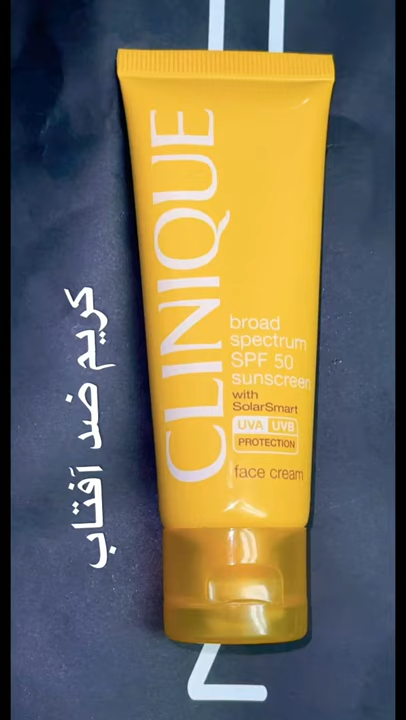 CLINIQUE
broad
spectrum
SPF 50
sunscreen
with
SolarSmart
UVA UVB
PROTECTION
face cream
کریم ضد آفتاب